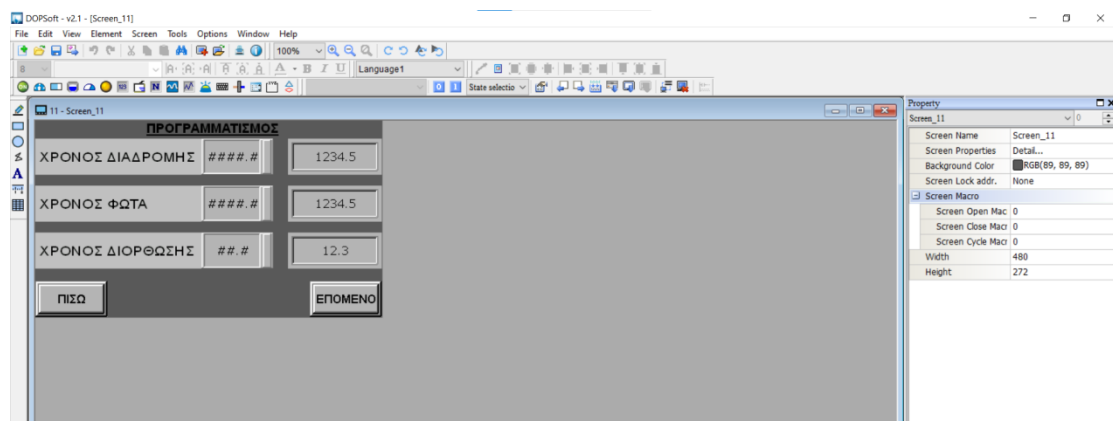 DOPSoft - v2.1 - [Screen_11]
File Edit View Element Screen Tools Options Window Help
100%
8 A A A A A A A B I U Language1
0 1 State selectio
11 - Screen_11
ΠΡΟΓΡΑΜΜΑΤΙΣΜΟΣ
ΧΡΟΝΟΣ ΔΙΑΔΡΟΜΗΣ ####.# 1234.5
ΧΡΟΝΟΣ ΦΩΤΑ ####.# 1234.5
ΧΡΟΝΟΣ ΔΙΟΡΘΩΣΗΣ ##.# 12.3
ΠΙΣΩ ΕΠΟΜΕΝΟ
Property
Screen_11 0
Screen Name Screen_11
Screen Properties Detail...
Background Color RGB(89, 89, 89)
Screen Lock addr. None
Screen Macro
Screen Open Mac 0
Screen Close Macr 0
Screen Cycle Macr 0
Width 480
Height 272